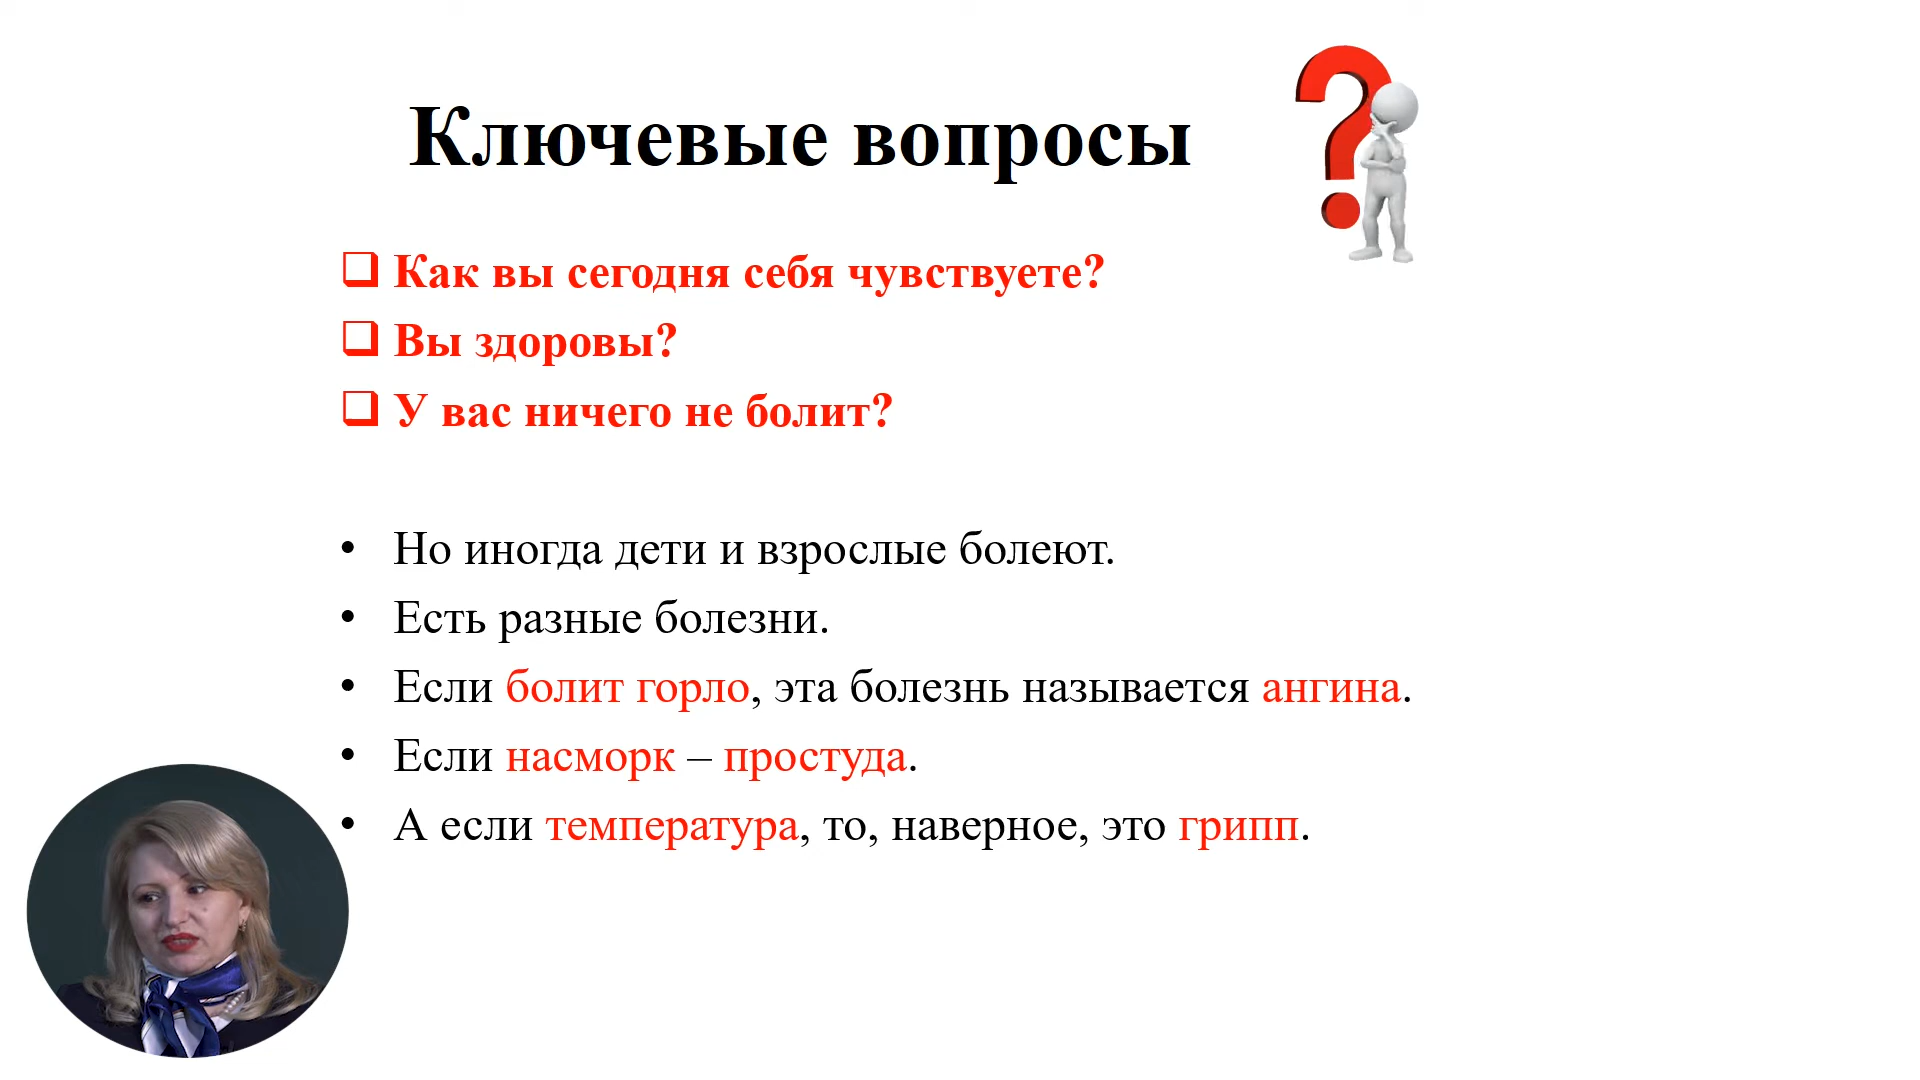 Ключевые вопросы
Как вы сегодня себя чувствуете?
Вы здоровы?
У вас ничего не болит?
• Но иногда дети и взрослые болеют.
• Есть разные болезни.
• Если болит горло, эта болезнь называется ангина.
• Если насморк – простуда.
• А если температура, то, наверное, это грипп.